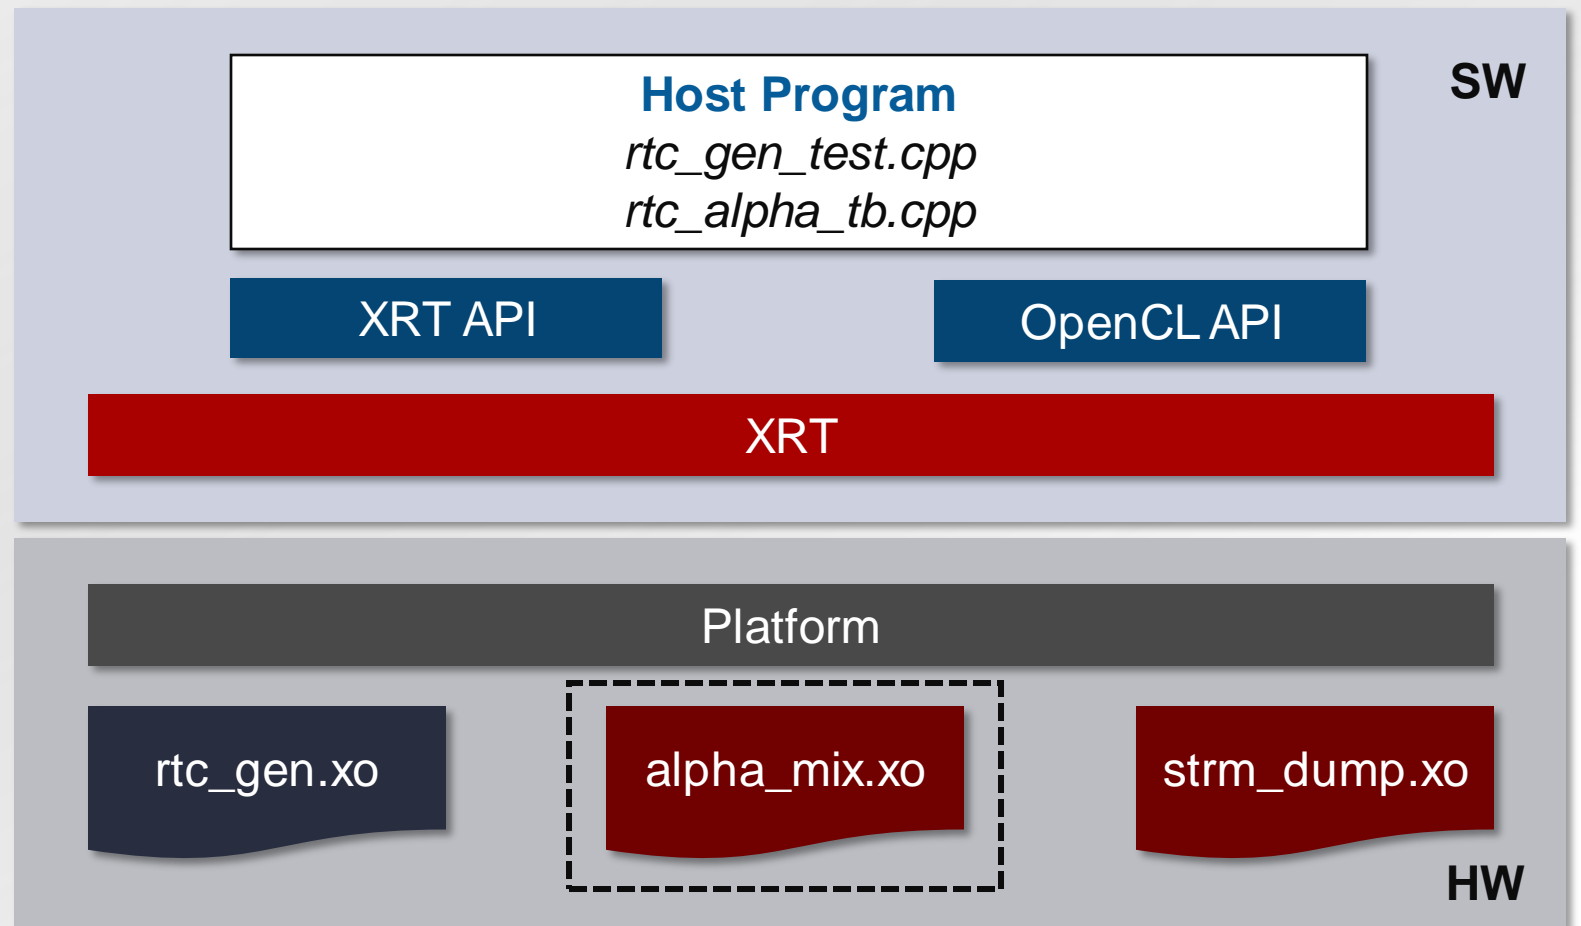 Host Program
SW
rtc_gen_test.cpp
rtc_alpha_tb.cpp
XRT API
OpenCL API
XRT
Platform
rtc_gen.xo
alpha_mix.xo
strm_dump.xo
HW